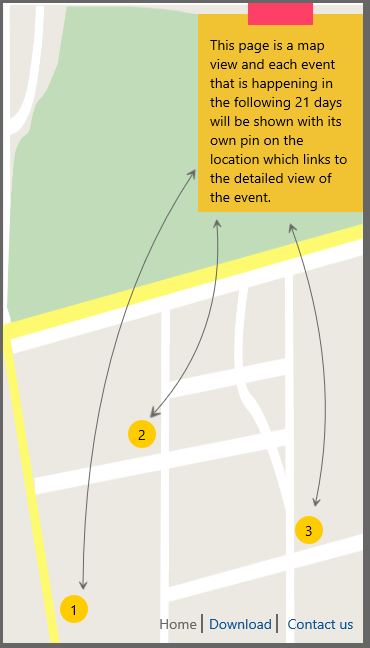 This page is a map
view and each event
that is happening in
the following 21 days
will be shown with its
own pin on the
location which links to
the detailed view of
the event.
2
3
1
Home | Download | Contact us